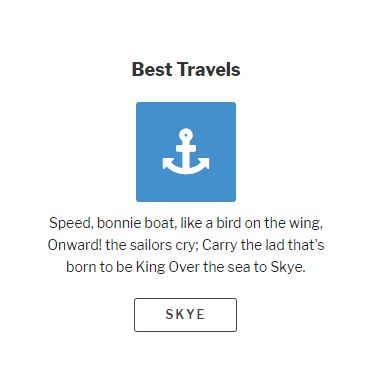 Best Travels
Speed, bonnie boat, like a bird on the wing,
Onward! the sailors cry; Carry the lad that's
born to be King Over the sea to Skye.
SKYE